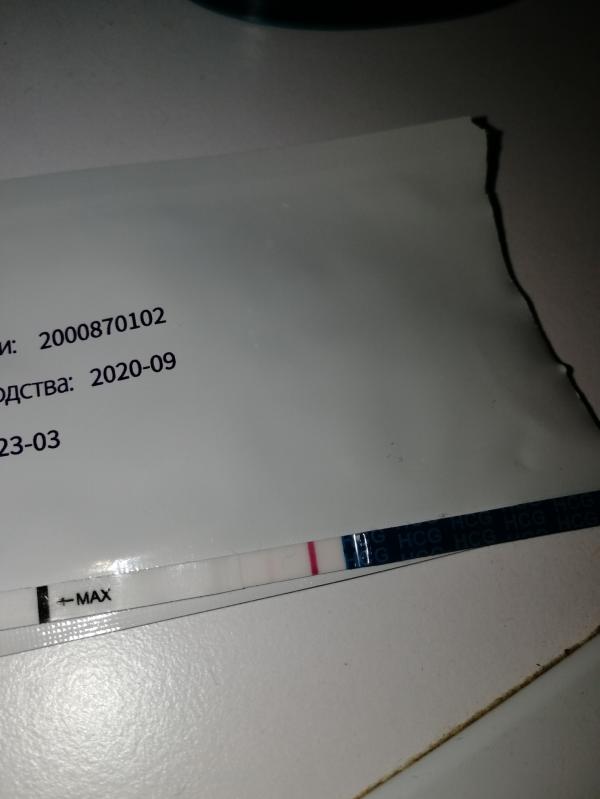 и: 2000870102
одства: 2020-09
23-03
←MAX
HCG HCG HCG HCG